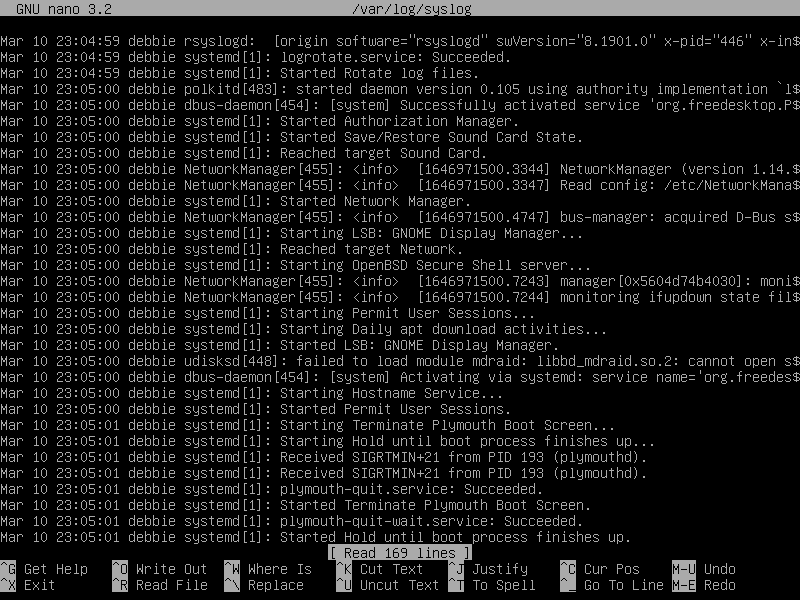 GNU nano 3.2 /var/log/syslog
Mar 10 23:04:59 debbie rsyslogd:  [origin software="rsyslogd" swVersion="8.1901.0" x-pid="446" x-in$
Mar 10 23:04:59 debbie systemd[1]: logrotate.service: Succeeded.
Mar 10 23:04:59 debbie systemd[1]: Started Rotate log files.
Mar 10 23:05:00 debbie polkitd[483]: started daemon version 0.105 using authority implementation `l$
Mar 10 23:05:00 debbie dbus-daemon[454]: [system] Successfully activated service 'org.freedesktop.P$
Mar 10 23:05:00 debbie systemd[1]: Started Authorization Manager.
Mar 10 23:05:00 debbie systemd[1]: Started Save/Restore Sound Card State.
Mar 10 23:05:00 debbie systemd[1]: Reached target Sound Card.
Mar 10 23:05:00 debbie NetworkManager[455]: <info>  [1646971500.3344] NetworkManager (version 1.14.$
Mar 10 23:05:00 debbie NetworkManager[455]: <info>  [1646971500.3347] Read config: /etc/NetworkMana$
Mar 10 23:05:00 debbie systemd[1]: Started Network Manager.
Mar 10 23:05:00 debbie NetworkManager[455]: <info>  [1646971500.4747] bus-manager: acquired D-Bus s$
Mar 10 23:05:00 debbie systemd[1]: Starting LSB: GNOME Display Manager...
Mar 10 23:05:00 debbie systemd[1]: Reached target Network.
Mar 10 23:05:00 debbie systemd[1]: Starting OpenBSD Secure Shell server...
Mar 10 23:05:00 debbie NetworkManager[455]: <info>  [1646971500.7243] manager[0x5604d74b4030]: moni$
Mar 10 23:05:00 debbie NetworkManager[455]: <info>  [1646971500.7244] monitoring ifupdown state fil$
Mar 10 23:05:00 debbie systemd[1]: Starting Permit User Sessions...
Mar 10 23:05:00 debbie systemd[1]: Starting Daily apt download activities...
Mar 10 23:05:00 debbie systemd[1]: Started LSB: GNOME Display Manager.
Mar 10 23:05:00 debbie udisksd[448]: failed to load module mdraid: libbd_mdraid.so.2: cannot open s$
Mar 10 23:05:00 debbie dbus-daemon[454]: [system] Activating via systemd: service name='org.freedes$
Mar 10 23:05:00 debbie systemd[1]: Starting Hostname Service...
Mar 10 23:05:00 debbie systemd[1]: Started Permit User Sessions.
Mar 10 23:05:01 debbie systemd[1]: Starting Terminate Plymouth Boot Screen...
Mar 10 23:05:01 debbie systemd[1]: Starting Hold until boot process finishes up...
Mar 10 23:05:01 debbie systemd[1]: Received SIGRTMIN+21 from PID 193 (plymouthd).
Mar 10 23:05:01 debbie systemd[1]: Received SIGRTMIN+21 from PID 193 (plymouthd).
Mar 10 23:05:01 debbie systemd[1]: plymouth-quit.service: Succeeded.
Mar 10 23:05:01 debbie systemd[1]: Started Terminate Plymouth Boot Screen.
Mar 10 23:05:01 debbie systemd[1]: plymouth-quit-wait.service: Succeeded.
Mar 10 23:05:01 debbie systemd[1]: Started Hold until boot process finishes up.
[ Read 169 lines ]
^G Get Help ^O Write Out ^W Where Is ^K Cut Text ^J Justify ^C Cur Pos M-U Undo
^X Exit ^R Read File ^\ Replace ^U Uncut Text ^T To Spell ^_ Go To Line M-E Redo